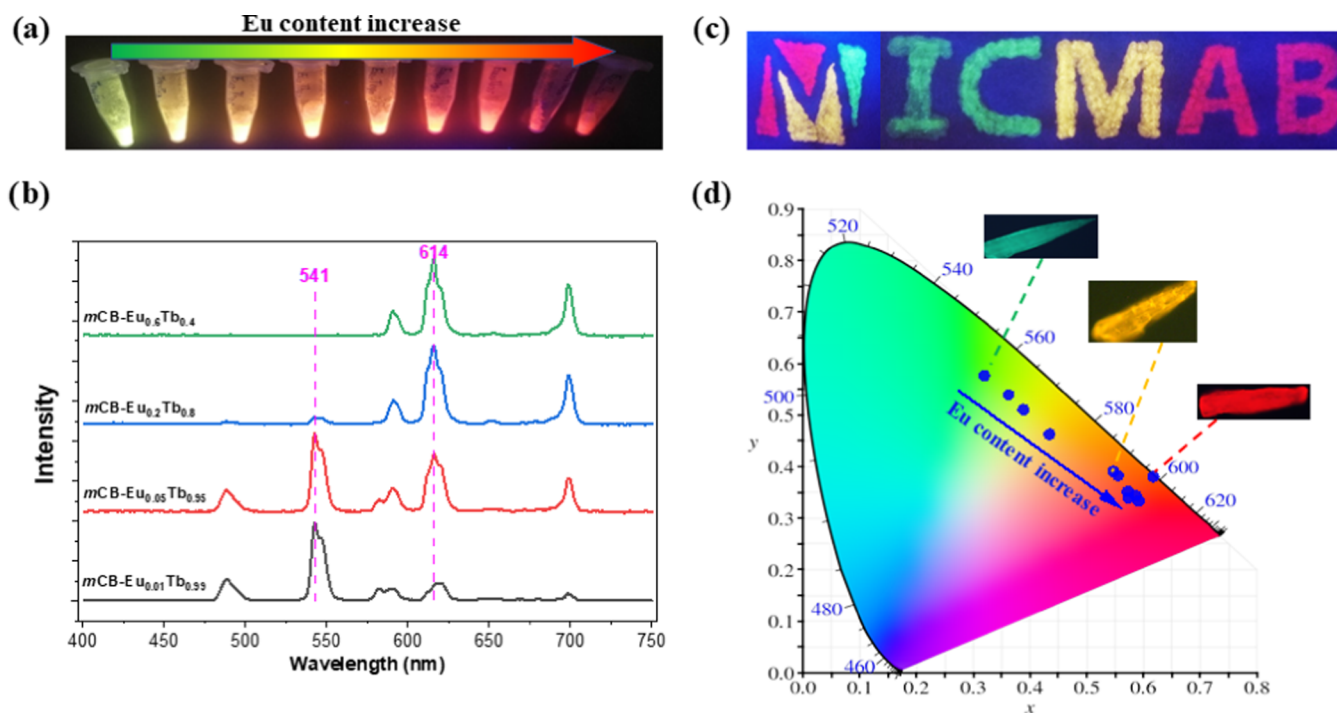 (a)
Eu content increase
(b)
541
614
mCB-Eu0.6Tb0.4
mCB-Eu0.2Tb0.8
mCB-Eu0.05Tb0.95
mCB-Eu0.01Tb0.99
Intensity
400 450 500 550 600 650 700 750
Wavelength (nm)
(c)
M ICMAB
(d)
0.9
0.8
0.7
0.6
0.5
0.4
0.3
0.2
0.1
0.0
y
520
540
560
580
600
620
500
480
460
Eu content increase
0.0 0.1 0.2 0.3 0.4 0.5 0.6 0.7 0.8
x